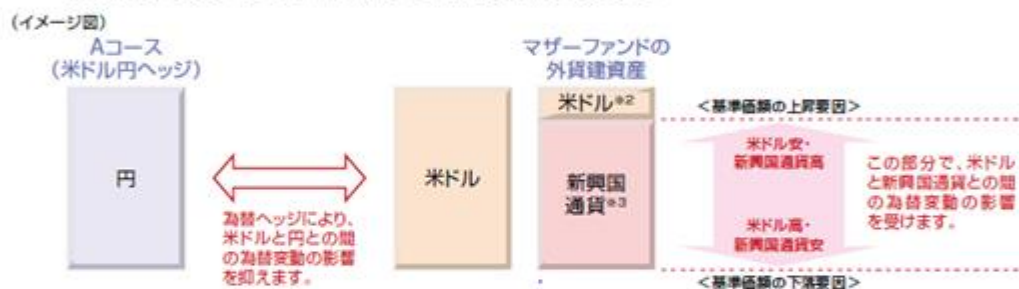 (イメージ図)
Aコース
(米ドル円ヘッジ)
円
為替ヘッジにより、
米ドルと円との間
の為替変動の影響
を抑えます。
米ドル
マザーファンドの
外貨建資産
米ドル※2
新興国
通貨※3
<基準価額の上昇要因>
米ドル安・
新興国通貨高
米ドル高・
新興国通貨安
<基準価額の下落要因>
この部分で、米ドル
と新興国通貨との間
の為替変動の影響
を受けます。